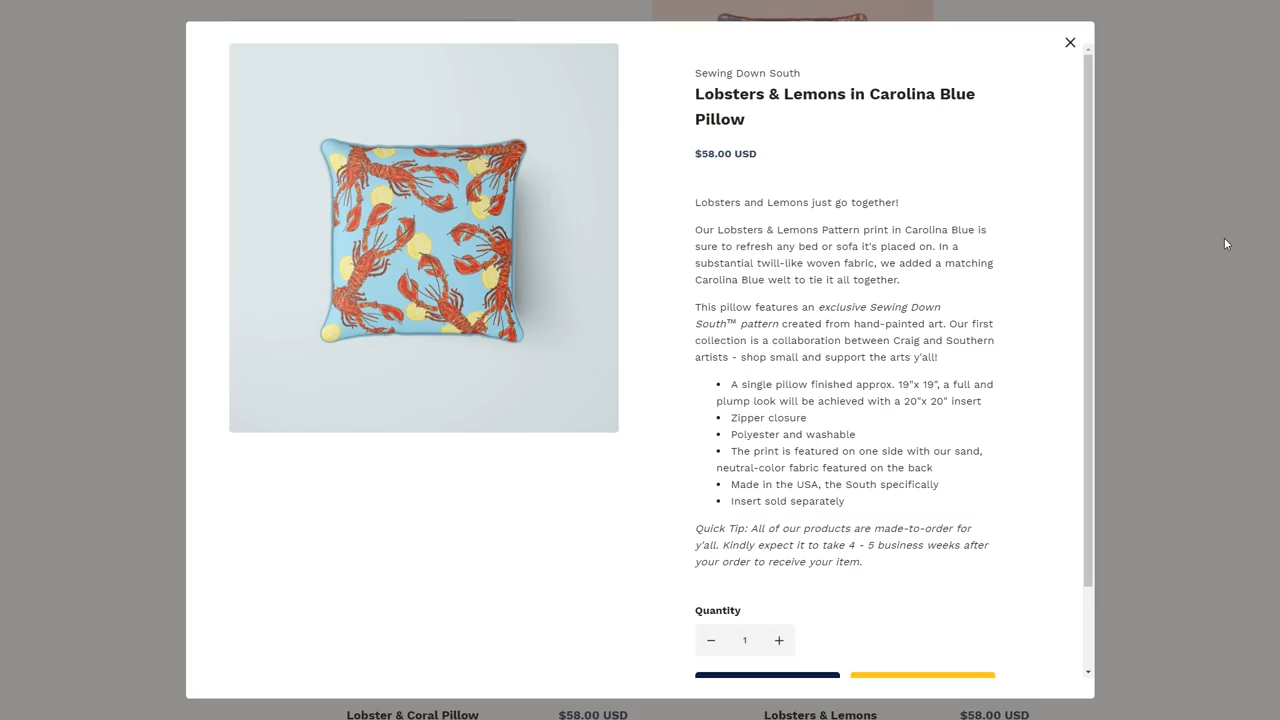 Sewing Down South
Lobsters & Lemons in Carolina Blue
Pillow
$58.00 USD
Lobsters and Lemons just go together!
Our Lobsters & Lemons Pattern print in Carolina Blue is
sure to refresh any bed or sofa it's placed on. In a
substantial twill-like woven fabric, we added a matching
Carolina Blue welt to tie it all together.
This pillow features an exclusive Sewing Down
South™ pattern created from hand-painted art. Our first
collection is a collaboration between Craig and Southern
artists - shop small and support the arts y'all!
• A single pillow finished approx. 19"x 19", a full and
plump look will be achieved with a 20"x 20" insert
• Zipper closure
• Polyester and washable
• The print is featured on one side with our sand,
neutral-color fabric featured on the back
• Made in the USA, the South specifically
• Insert sold separately
Quick Tip: All of our products are made-to-order for
y'all. Kindly expect it to take 4 - 5 business weeks after
your order to receive your item.
Quantity
− 1 +
Lobster & Coral Pillow $58.00 USD Lobsters & Lemons $58.00 USD